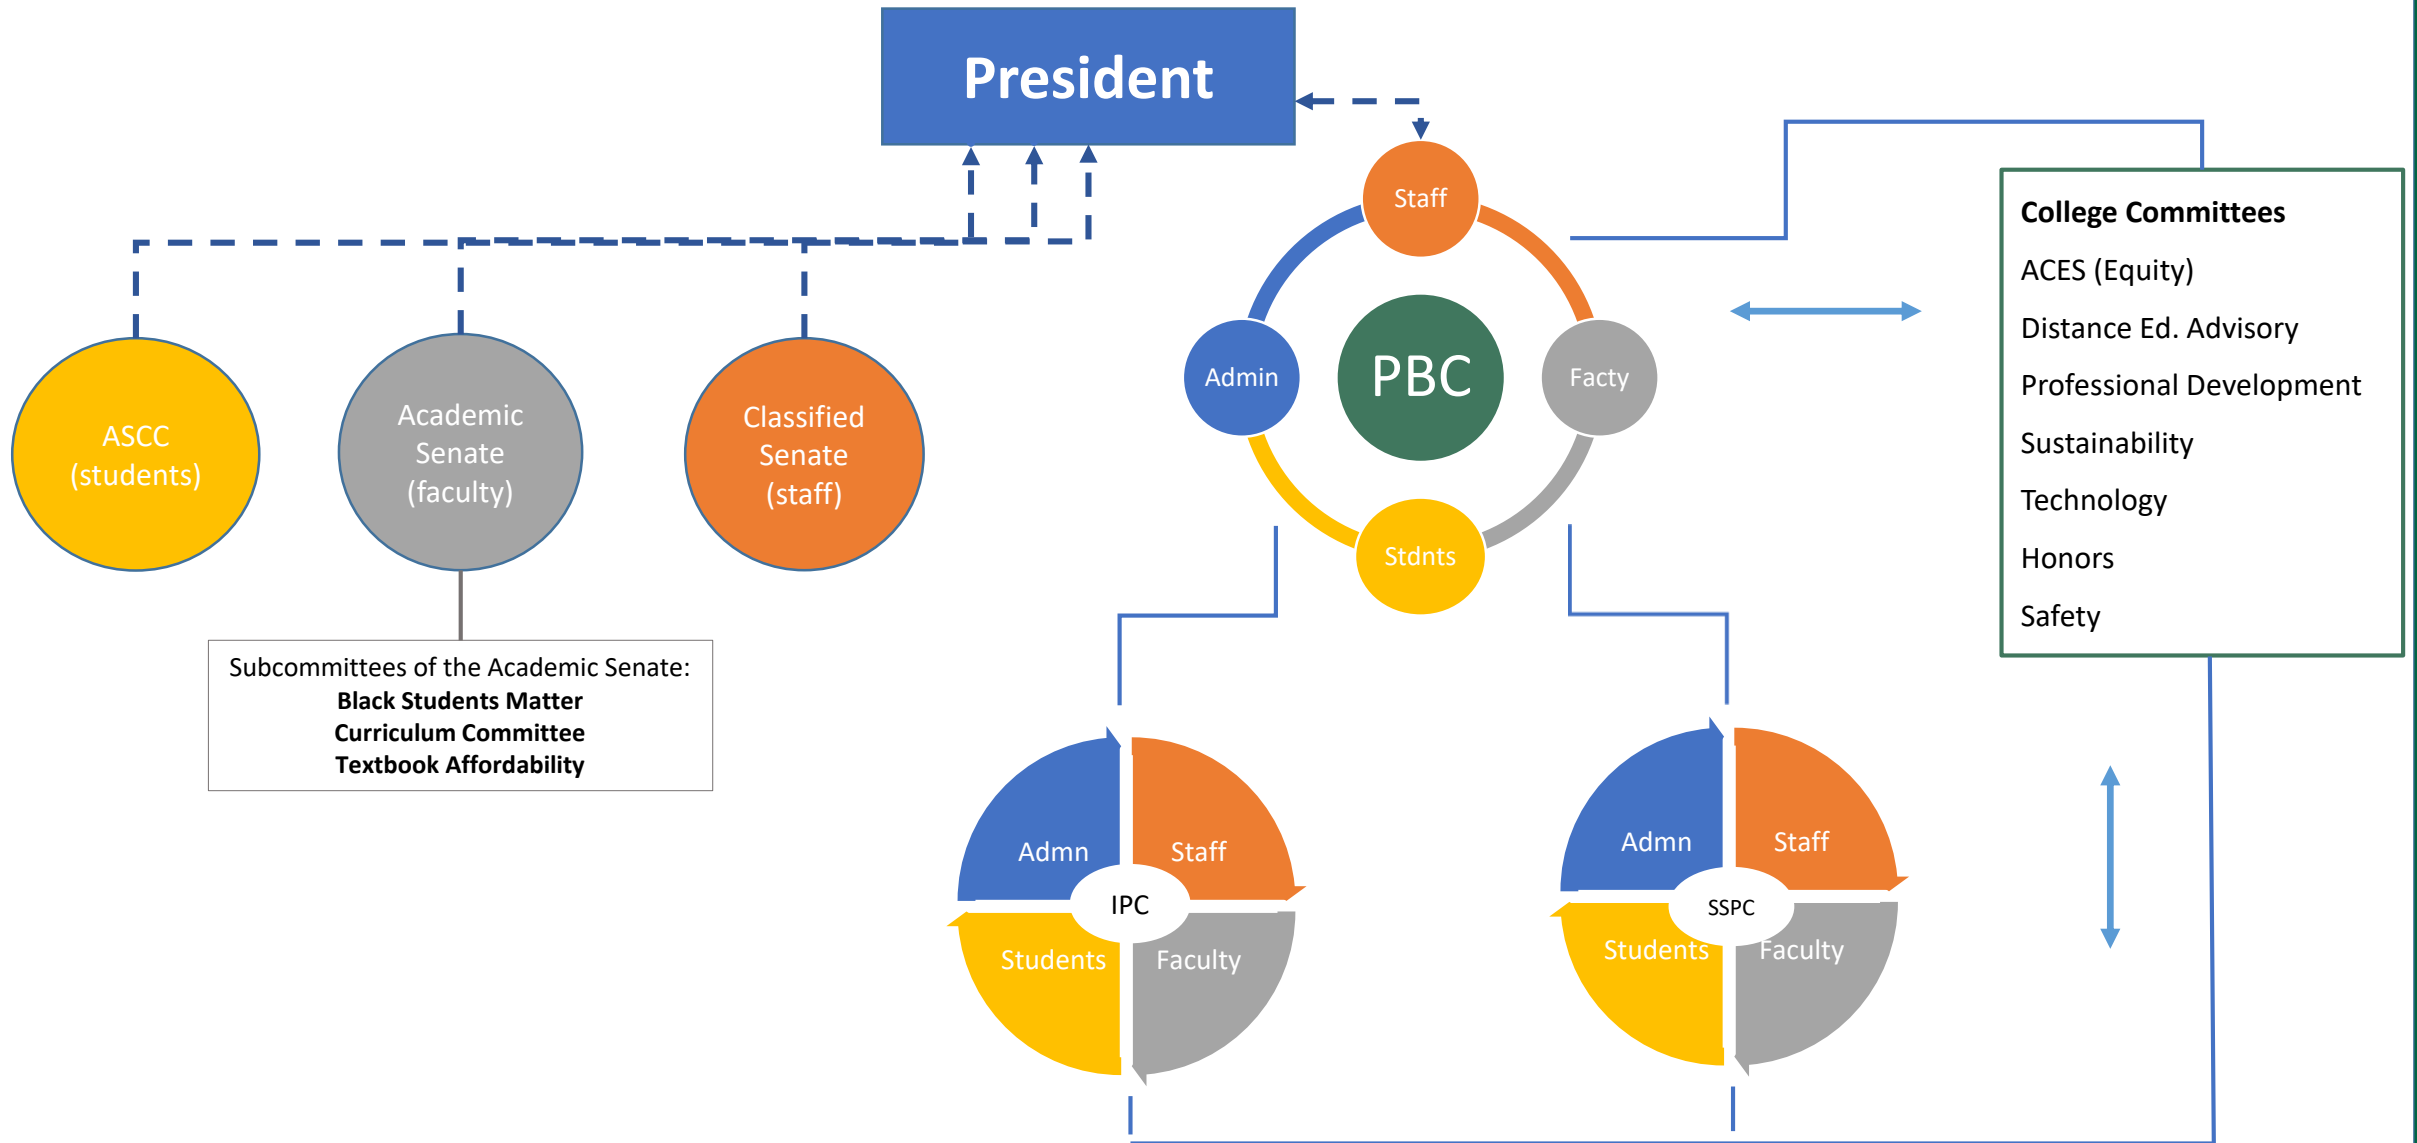 President
ASCC
(students)
Academic
Senate
(faculty)
Classified
Senate
(staff)
Subcommittees of the Academic Senate:
Black Students Matter
Curriculum Committee
Textbook Affordability
Staff
Admin
PBC
Facty
Stdnts
College Committees
ACES (Equity)
Distance Ed. Advisory
Professional Development
Sustainability
Technology
Honors
Safety
Admn
Staff
IPC
Students
Faculty
Admn
Staff
SSPC
Students
Faculty